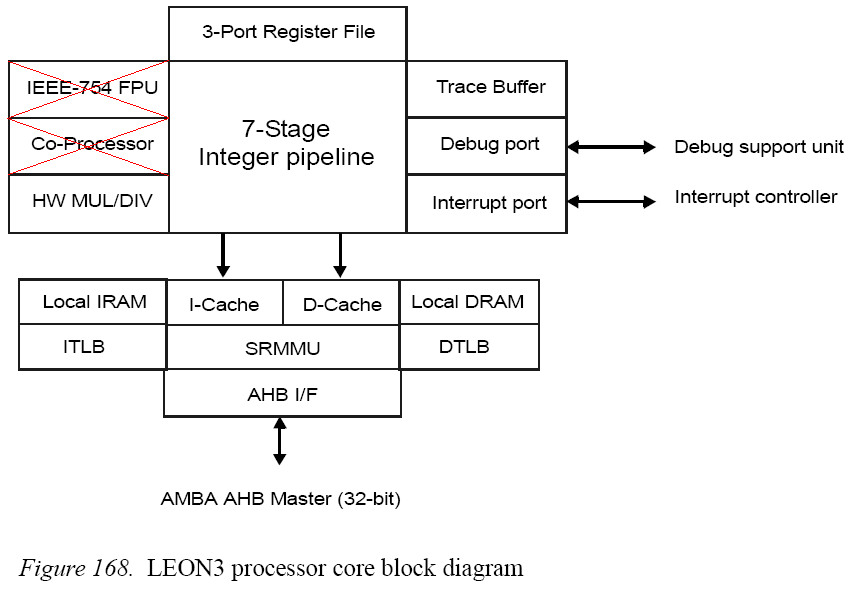 3-Port Register File
IEEE-754 FPU
Co-Processor
HW MUL/DIV
7-Stage
Integer pipeline
Trace Buffer
Debug port
Interrupt port
Debug support unit
Interrupt controller
Local IRAM
I-Cache
D-Cache
Local DRAM
ITLB
SRMMU
DTLB
AHB I/F
AMBA AHB Master (32-bit)
Figure 168. LEON3 processor core block diagram